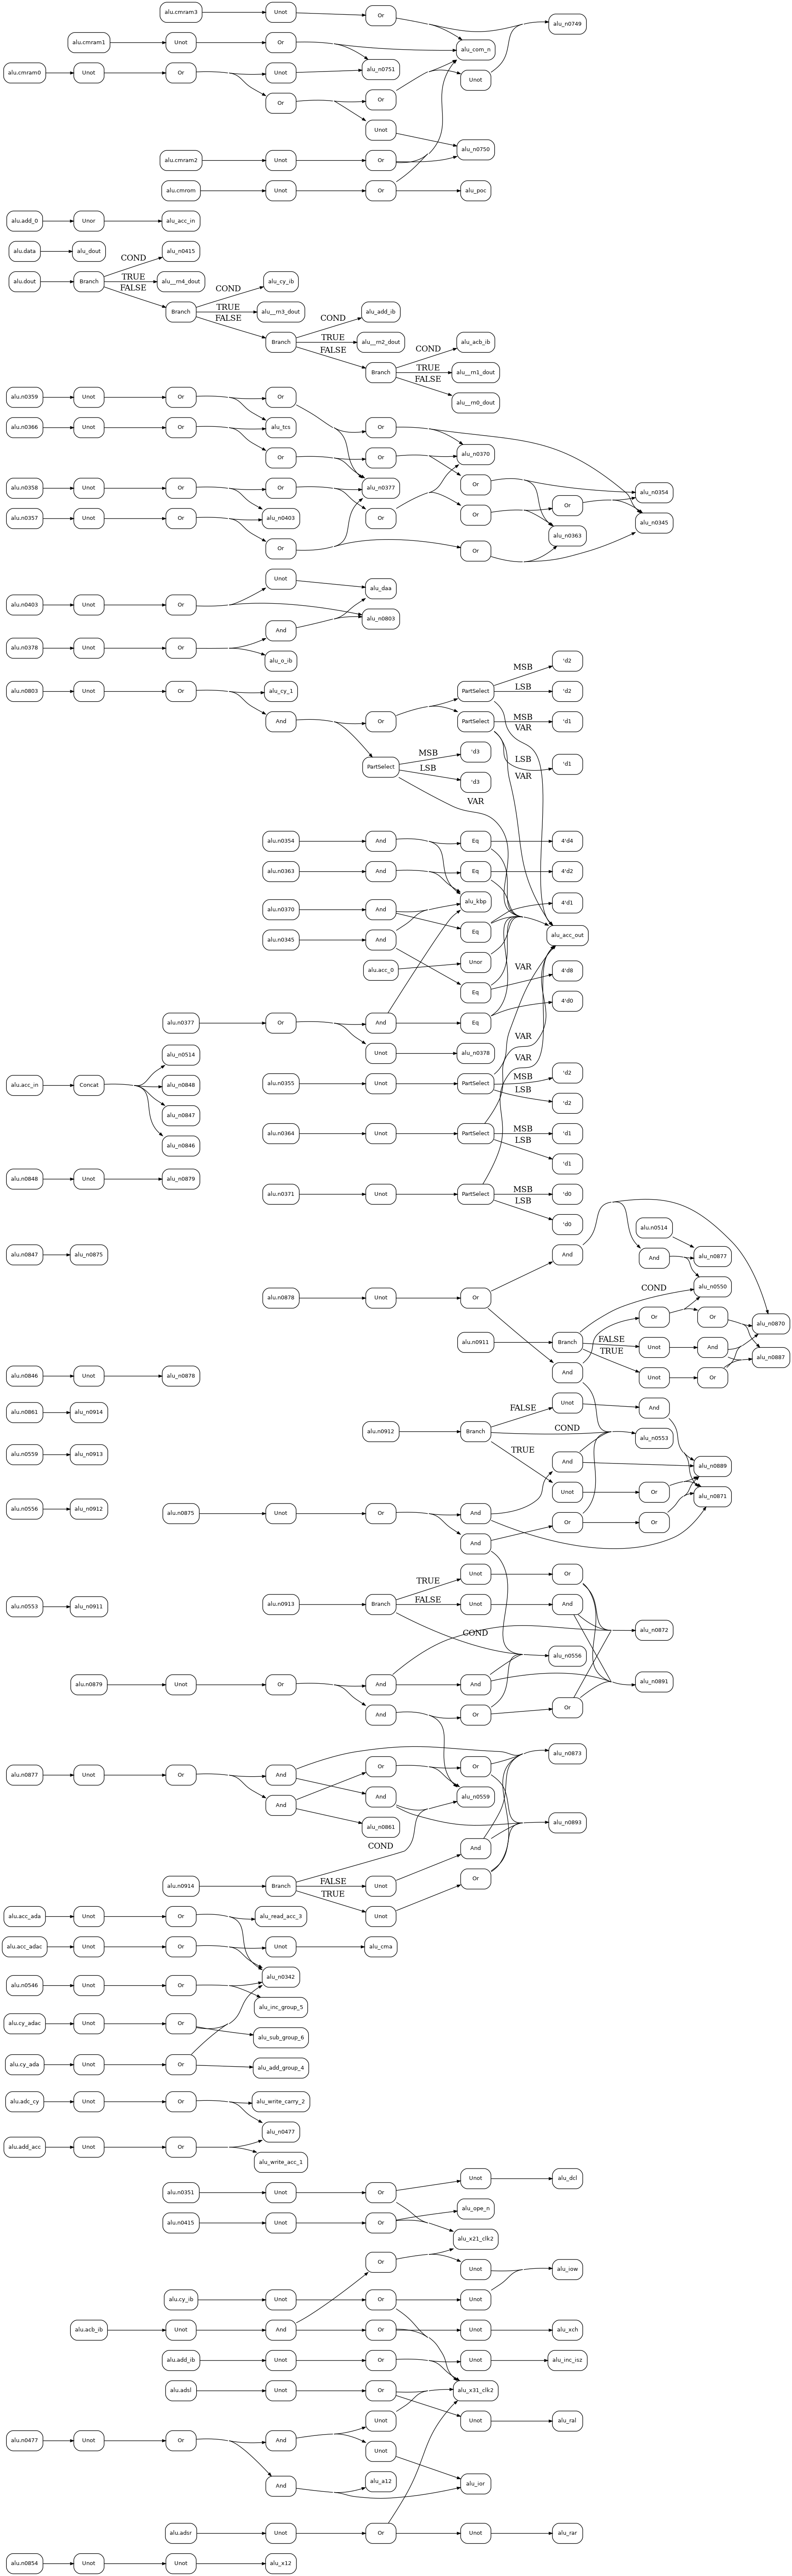 alu.cmram3 Unot Or alu_n0749
alu.cmram1 Unot Or alu_com_n
alu.cmram0 Unot Or Unot alu_n0751 Unot
Or Or
Unot
alu_n0750
alu.cmram2 Unot Or
alu.cmrom Unot Or alu_poc
alu.add_0 Unor alu_acc_in
alu.data alu_dout alu_n0415
COND
alu.dout Branch TRUE alu__rn4_dout alu_cy_ib
FALSE COND
Branch TRUE alu__rn3_dout alu_add_ib
FALSE COND
Branch TRUE alu__rn2_dout alu_acb_ib
FALSE COND
Branch TRUE alu__rn1_dout
FALSE
alu__rn0_dout
alu.n0359 Unot Or Or
alu.n0366 Unot Or alu_tcs Or
Or Or alu_n0370
alu.n0358 Unot Or Or alu_n0377 Or alu_n0354
Or
alu.n0357 Unot Or alu_n0403 Or Or alu_n0345
alu_n0363
Or Or
Unot alu_daa
alu.n0403 Unot Or
alu_n0803
And
alu.n0378 Unot Or
alu_o_ib 'd2
MSB
alu.n0803 Unot Or alu_cy_1 PartSelect LSB 'd2
And Or PartSelect MSB 'd1
VAR
MSB 'd3
PartSelect LSB LSB 'd1
'd3 VAR
VAR
alu.n0354 And Eq 4'd4
alu.n0363 And Eq 4'd2
alu_kbp 4'd1
alu.n0370 And
Eq
alu.n0345 And alu_acc_out
alu.acc_0 Unor VAR 4'd8
Eq
4'd0
alu.n0377 Or And Eq
VAR
Unot alu_n0378
alu_n0514 VAR
alu.acc_in Concat alu_n0848 alu.n0355 Unot PartSelect MSB 'd2
LSB 'd2
alu_n0847
alu.n0364 Unot PartSelect MSB 'd1
LSB
alu_n0846
'd1
alu.n0848 Unot alu_n0879
alu.n0371 Unot PartSelect MSB 'd0
LSB
'd0
alu.n0514
alu.n0847 alu_n0875 And And alu_n0877
COND alu_n0550
alu.n0878 Unot Or
Or Or alu_n0870
alu.n0911 Branch FALSE Unot And
TRUE alu_n0887
alu.n0846 Unot alu_n0878 And Unot Or
FALSE Unot And
alu.n0861 alu_n0914
alu.n0912 Branch COND alu_n0553
TRUE
alu.n0559 alu_n0913 And alu_n0889
Unot Or alu_n0871
alu.n0556 alu_n0912 alu.n0875 Unot Or And
Or Or
And
TRUE Unot Or
alu.n0553 alu_n0911 alu.n0913 Branch FALSE Unot And
COND alu_n0872
alu_n0556
alu.n0879 Unot Or And And alu_n0891
And Or Or
alu_n0873
alu.n0877 Unot Or And Or Or
And And alu_n0559
alu_n0861 alu_n0893
COND And
alu.n0914 Branch FALSE Unot Or
TRUE
Unot
alu.acc_ada Unot Or alu_read_acc_3
alu.acc_adac Unot Or Unot alu_cma
alu_n0342
alu.n0546 Unot Or
alu_inc_group_5
alu.cy_adac Unot Or
alu_sub_group_6
alu.cy_ada Unot Or alu_add_group_4
alu.adc_cy Unot Or alu_write_carry_2
alu_n0477
alu.add_acc Unot Or
alu_write_acc_1
Unot alu_dcl
alu.n0351 Unot Or
alu_ope_n
alu.n0415 Unot Or
alu_x21_clk2
Or
Unot alu_iow
alu.cy_ib Unot Or Unot
alu.acb_ib Unot And Or Unot alu_xch
alu.add_ib Unot Or Unot alu_inc_isz
alu.adsl Unot Or alu_x31_clk2
Unot Unot alu_ral
alu.n0477 Unot Or And
Unot
And alu_a12 alu_ior
alu.adsr Unot Or Unot alu_rar
alu.n0854 Unot Unot alu_x12